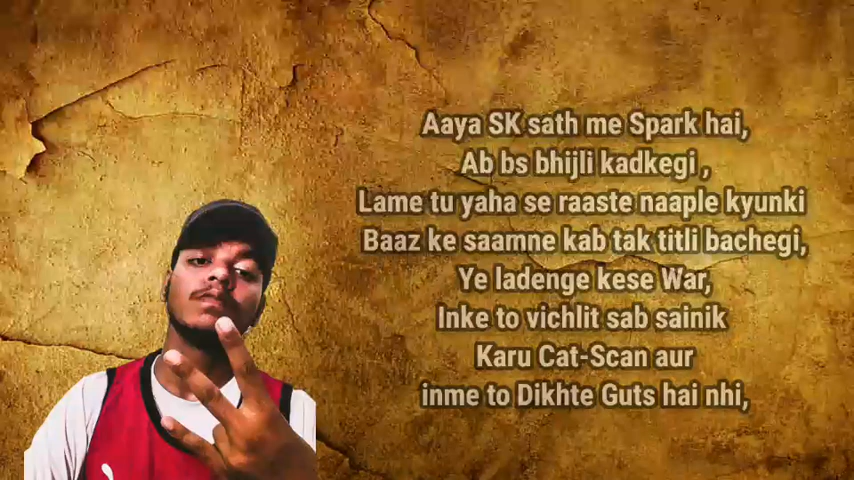 Aaya SK sath me Spark hai,
Ab bs bhijli kadkegi ,
Lame tu yaha se raaste naaple kyunki
Baaz ke saamne kab tak titli bachegi,
Ye ladenge kese War,
Inke to vichlit sab sainik
Karu Cat-Scan aur
inme to Dikhte Guts hai nhi,